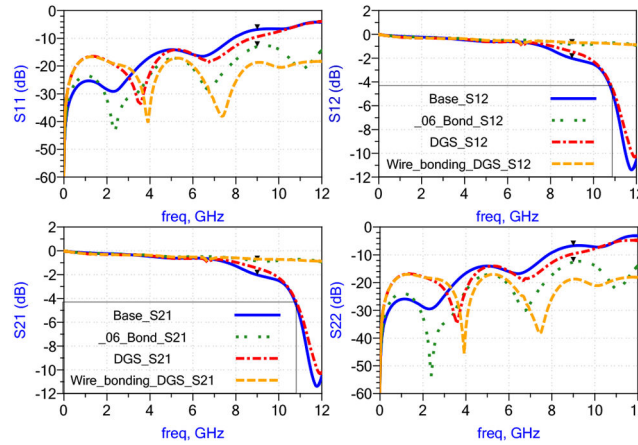 S11 (dB)
0
-10
-20
-30
-40
-50
-60
0 2 4 6 8 10 12
freq, GHz
S12 (dB)
0
-2
-4
-6
-8
-10
-12
Base_S12
_06_Bond_S12
DGS_S12
Wire_bonding_DGS_S12
0 2 4 6 8 10 12
freq, GHz
S21 (dB)
0
-2
-4
-6
-8
-10
-12
Base_S21
_06_Bond_S21
DGS_S21
Wire_bonding_DGS_S21
0 2 4 6 8 10 12
freq, GHz
S22 (dB)
0
-10
-20
-30
-40
-50
-60
0 2 4 6 8 10 12
freq, GHz